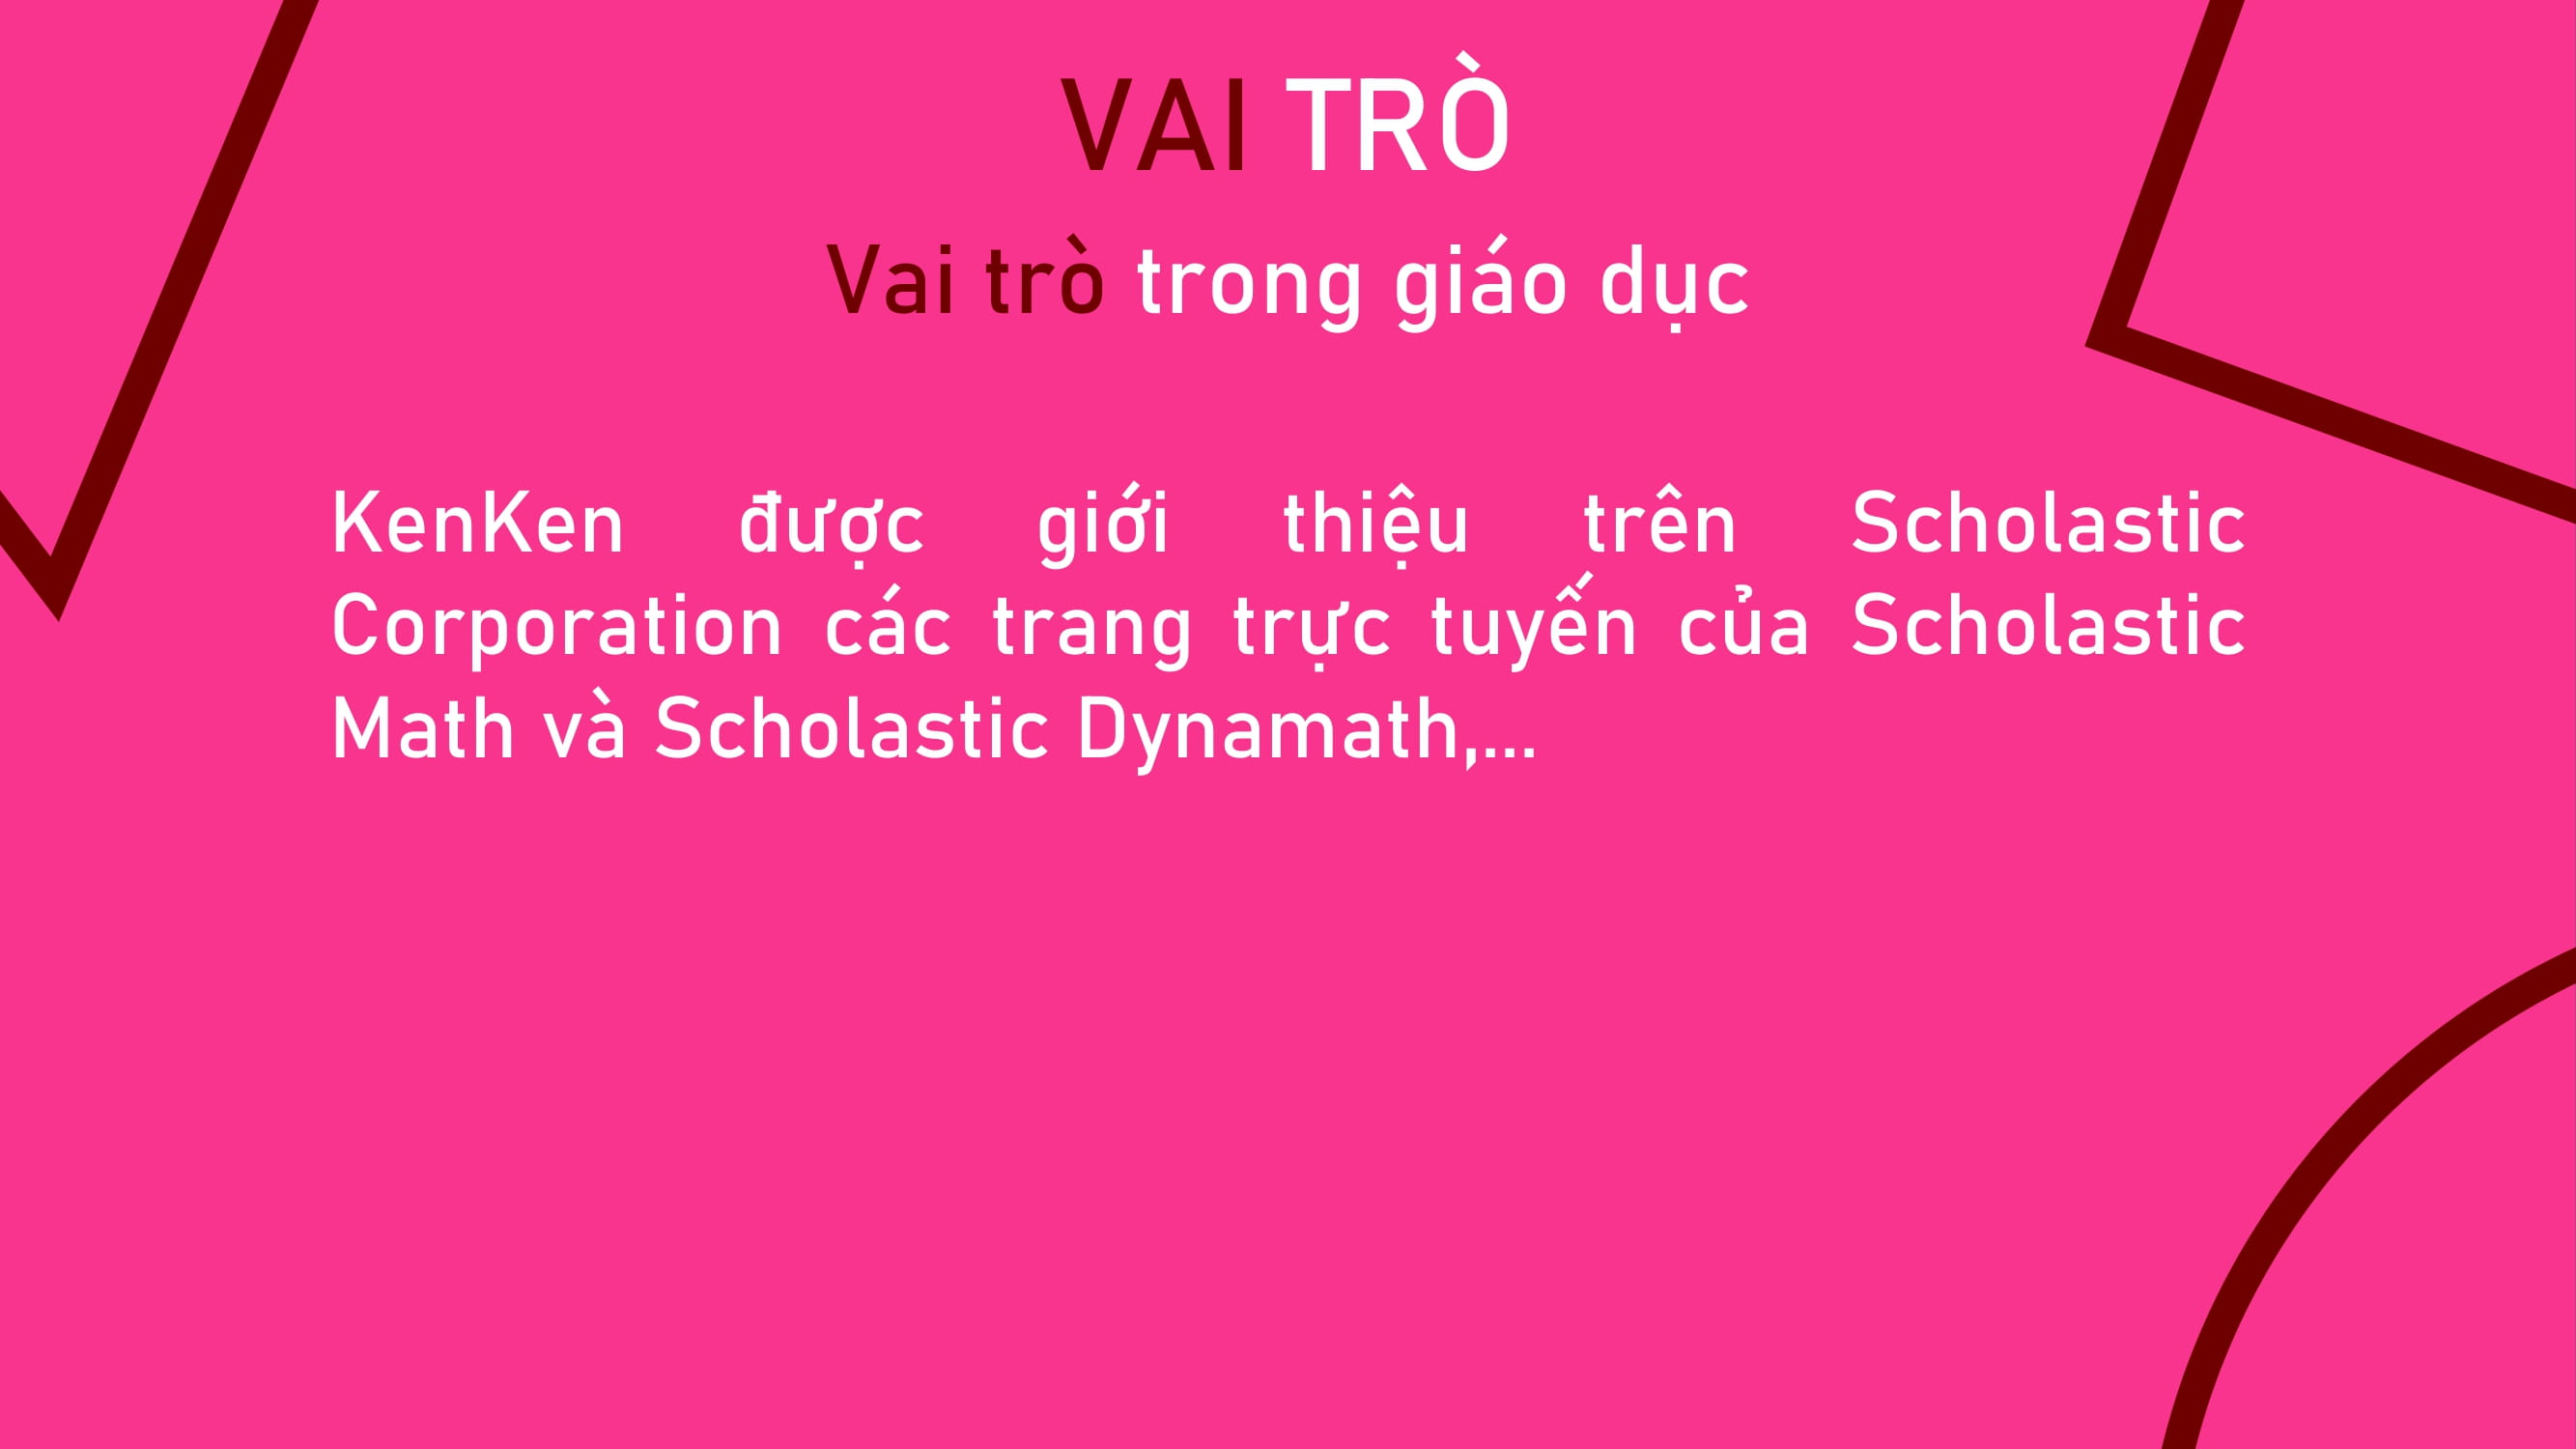 VAI TRÒ
Vai trò trong giáo dục
KenKen được giới thiệu trên Scholastic
Corporation các trang trực tuyến của Scholastic
Math và Scholastic Dynamath,...